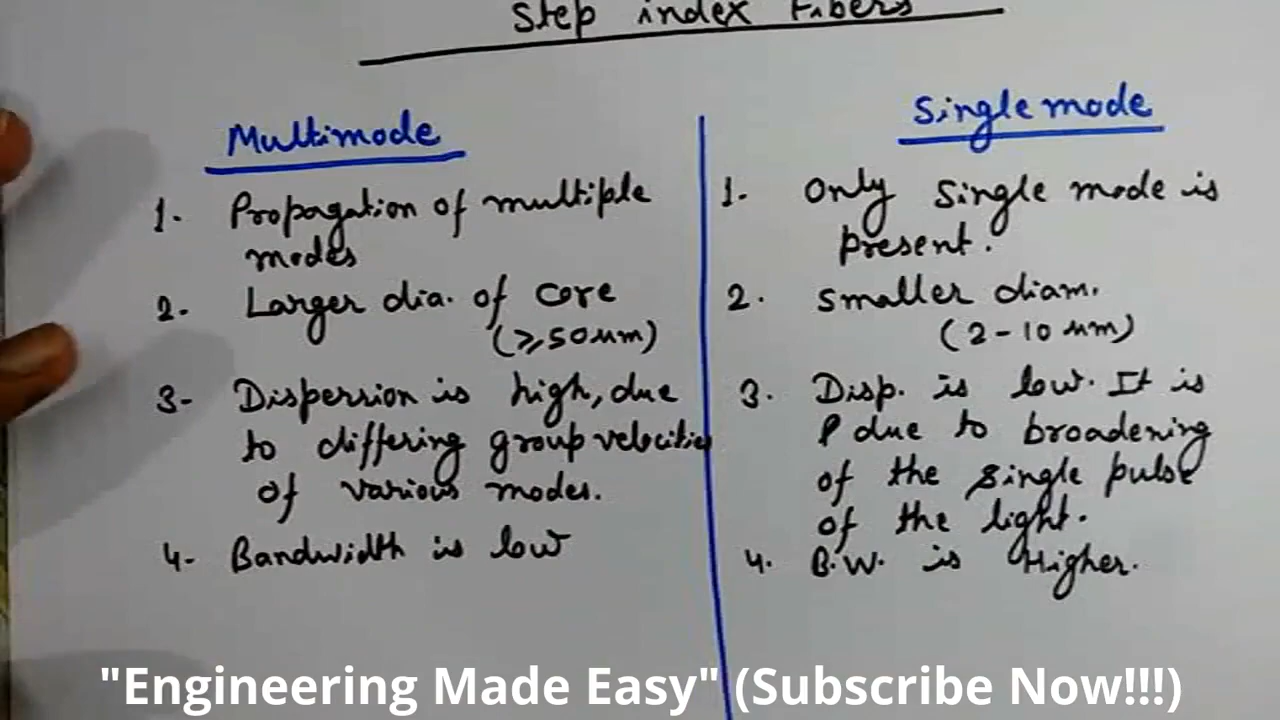 Step index Fibers
Multimode
1. Propagation of multiple
modes
2. Larger dia. of core
(≥50μm)
3- Dispersion is high, due
to differing group velocities
of various modes.
4- Bandwidth is low
Single mode
1. Only single mode is
present.
2. smaller diam.
(2-10 μm)
3. Disp. is low. It is
P due to broadening
of the single pulse
of the light.
4. B.W. is Higher.
"Engineering Made Easy" (Subscribe Now!!!)